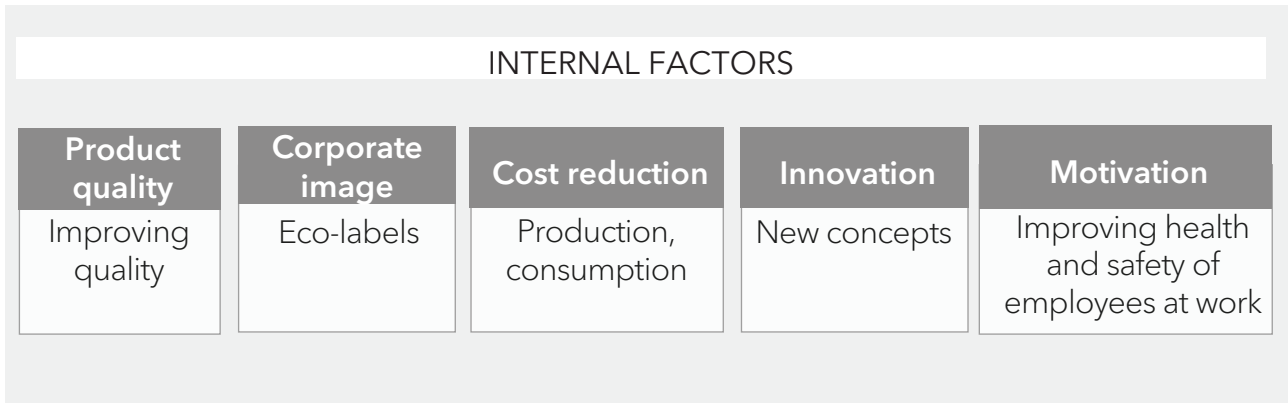 INTERNAL FACTORS
Product
quality
Improving
quality
Corporate
image
Eco-labels
Cost reduction
Production,
consumption
Innovation
New concepts
Motivation
Improving health
and safety of
employees at work